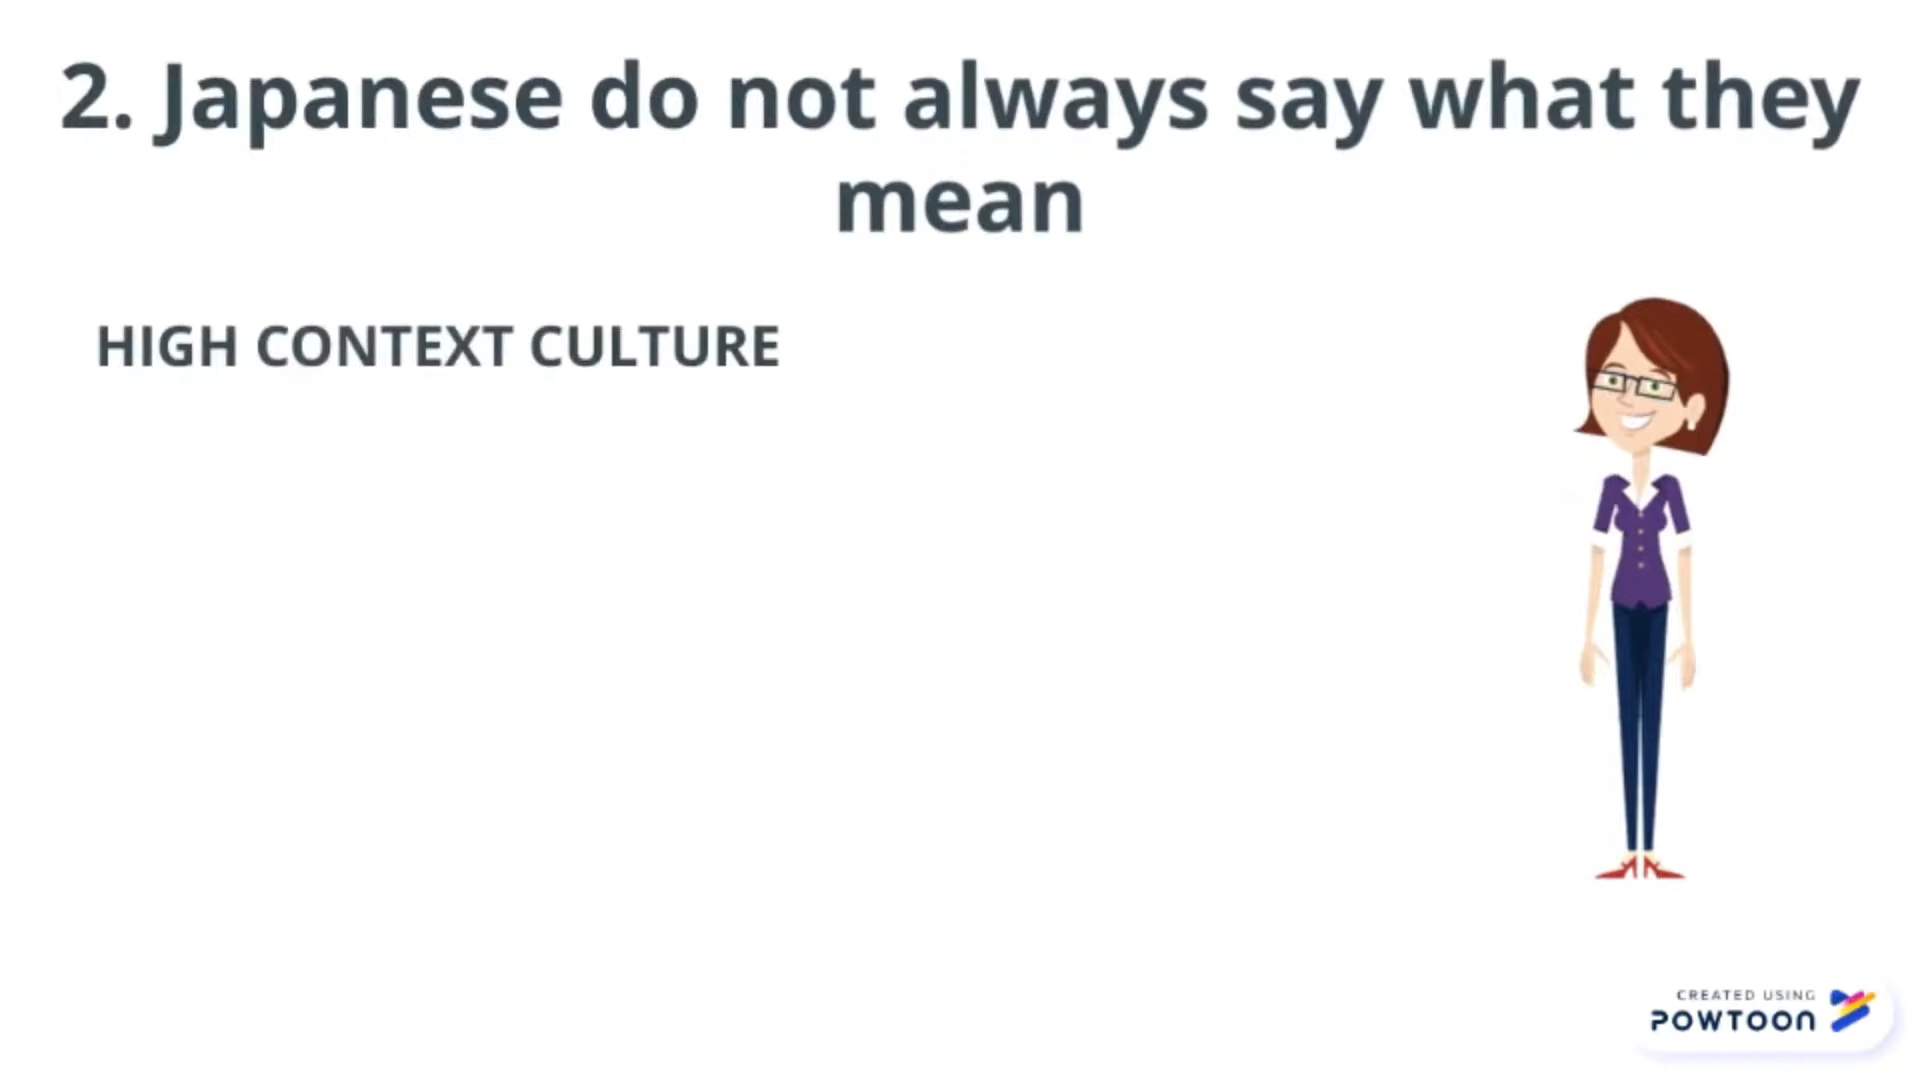 2. Japanese do not always say what they
mean
HIGH CONTEXT CULTURE
CREATED USING
POWTOON